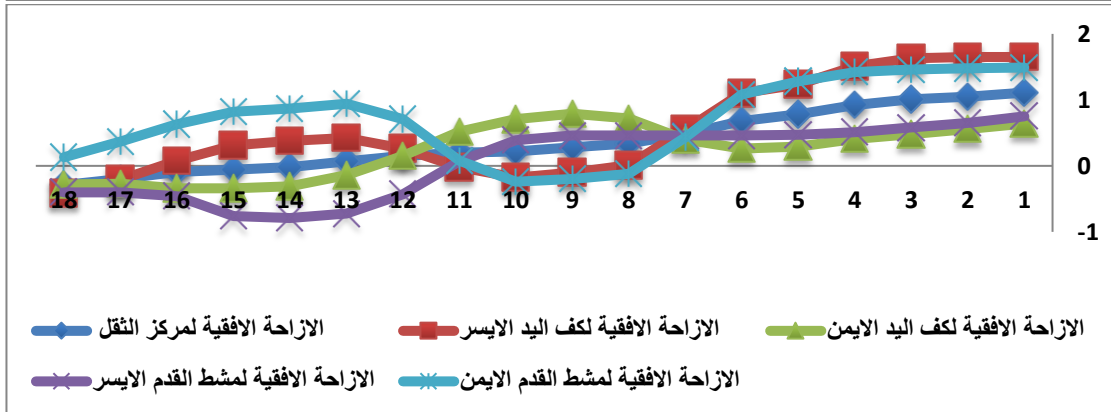 2
1
0
-1
18 17 16 15 14 13 12 11 10 9 8 7 6 5 4 3 2 1
الازاحة الافقية لمركز الثقل الازاحة الافقية لكف اليد الايسر الازاحة الافقية لكف اليد الايمن
الازاحة الافقية لمشط القدم الايسر الازاحة الافقية لمشط القدم الايمن